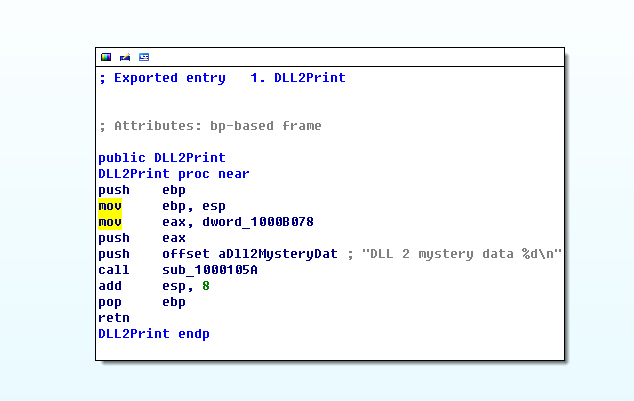 ; Exported entry   1. DLL2Print
; Attributes: bp-based frame
public DLL2Print
DLL2Print proc near
push    ebp
mov     ebp, esp
mov     eax, dword_1000B078
push    eax
push    offset aDll2MysteryDat ; "DLL 2 mystery data %d\n"
call    sub_1000105A
add     esp, 8
pop     ebp
retn
DLL2Print endp